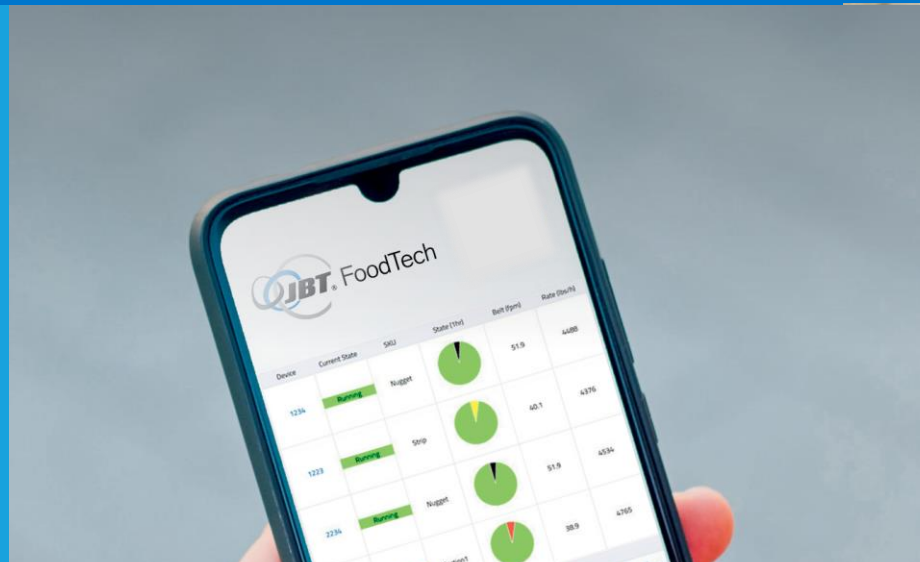 JBT® FoodTech
Device Current State SKU State (1hr) Belt (fpm) Rate (lbs/h)
1234 Running Nugget 51.9 4488
1223 Running Strip 40.1 4376
2234 Running Nugget 51.9 4534
38.9 4765